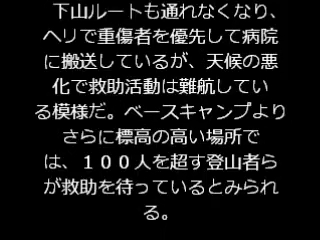 下山ルートも通れなくなり、
ヘリで重傷者を優先して病院
に搬送しているが、天候の悪
化で救助活動は難航してい
る模様だ。ベースキャンプより
さらに標高の高い場所で
は、１００人を超す登山者ら
が救助を待っているとみられ
る。